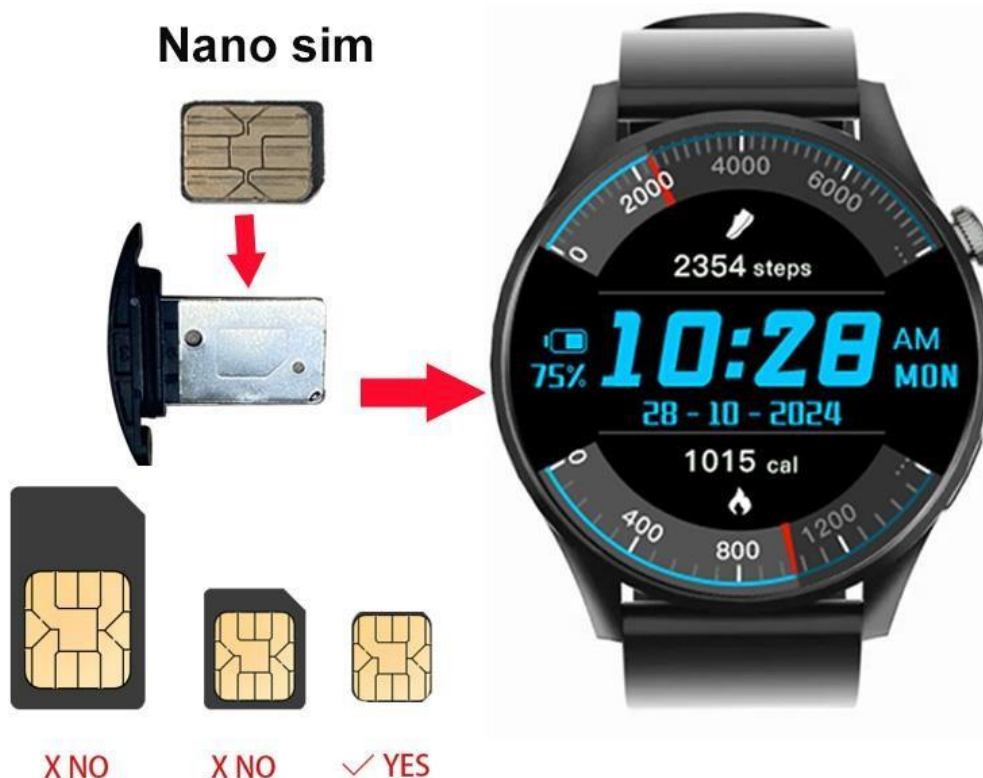 Nano sim
0
2000
4000
6000
2354 steps
75%
10:28
AM
MON
28 - 10 - 2024
1015 cal
0
400
800
1200
X NO
X NO
✓ YES